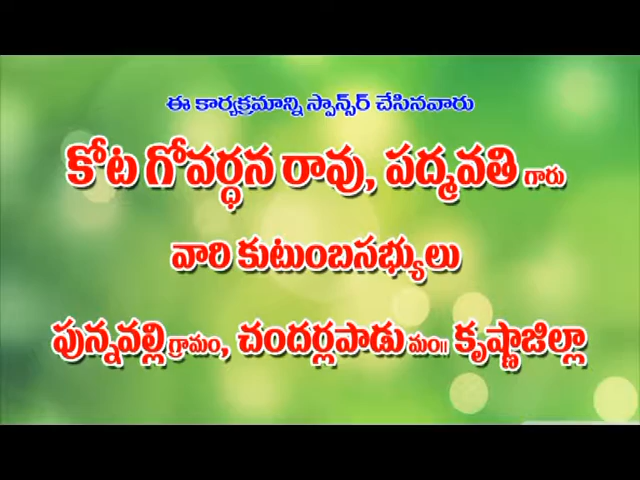 ఈ కార్యక్రమాన్ని స్పాన్సర్ చేసినవారు
కోట గోవర్ధన రావు, పద్మవతి గారు
వారి కుటుంబసభ్యులు
పున్నవల్లి గ్రామం, చందర్లపాడు మం॥ కృష్ణాజిల్లా